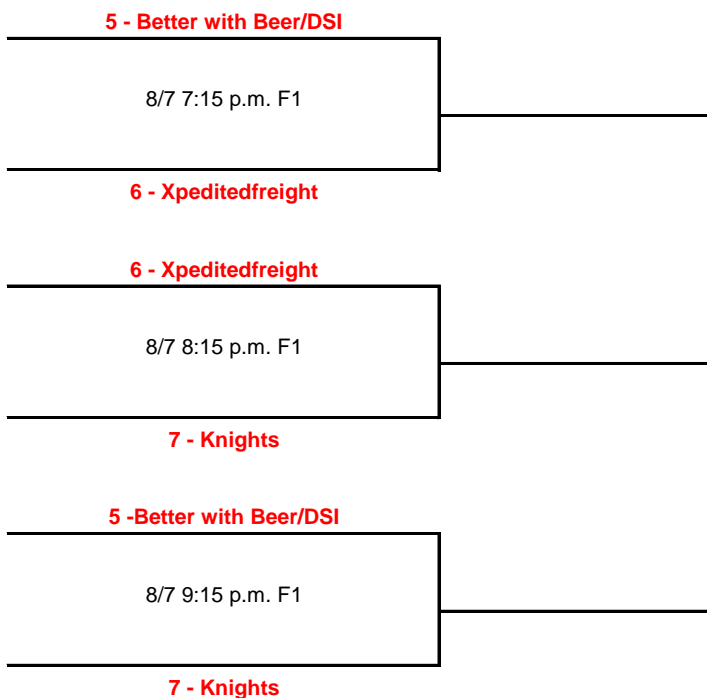 5 - Better with Beer/DSI
8/7 7:15 p.m. F1
6 - Xpeditedfreight
6 - Xpeditedfreight
8/7 8:15 p.m. F1
7 - Knights
5 -Better with Beer/DSI
8/7 9:15 p.m. F1
7 - Knights